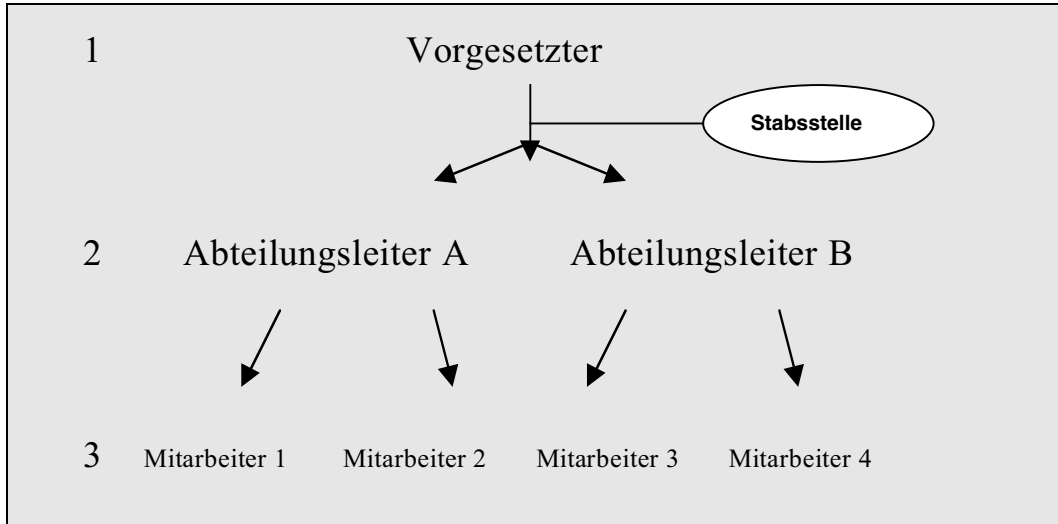 1 Vorgesetzter
Stabsstelle
2 Abteilungsleiter A Abteilungsleiter B
3 Mitarbeiter 1 Mitarbeiter 2 Mitarbeiter 3 Mitarbeiter 4